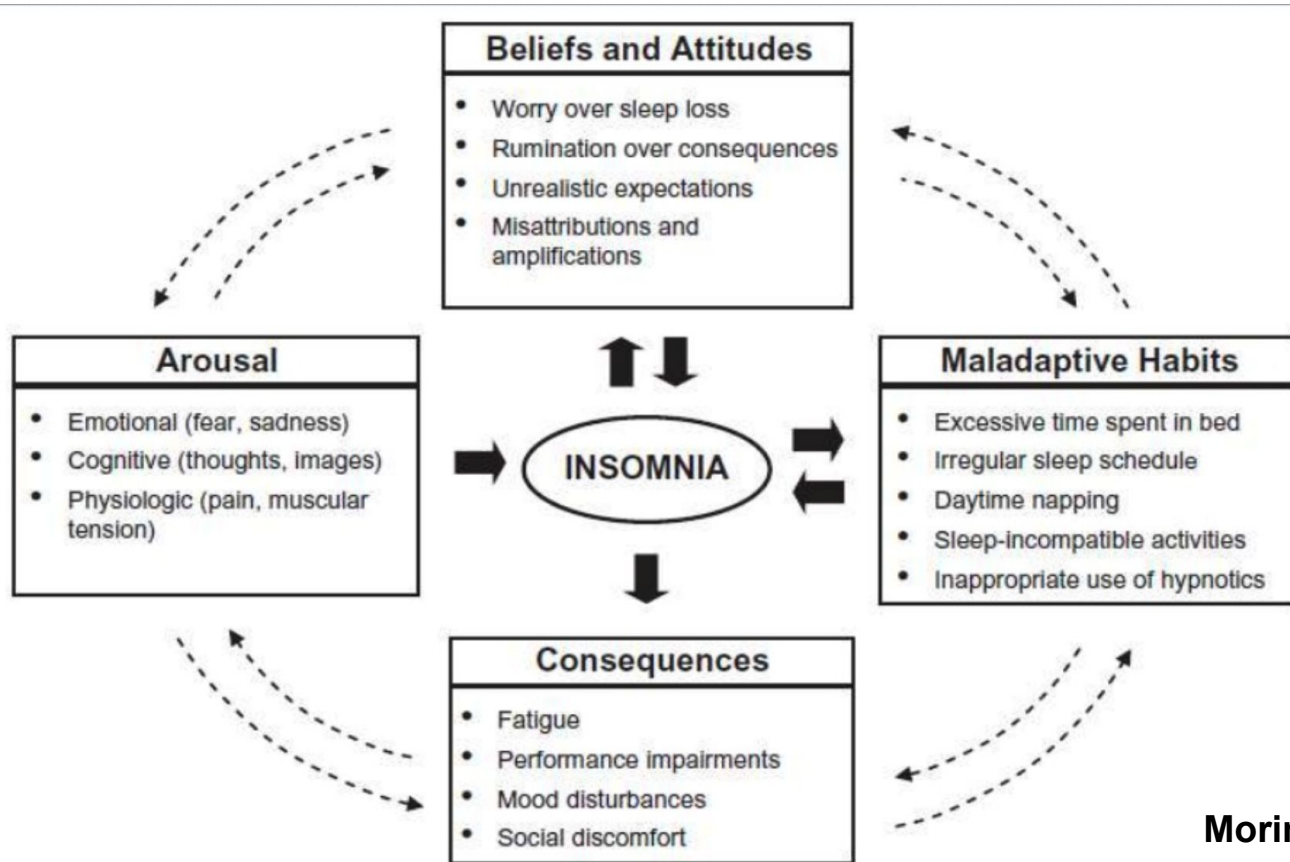 Beliefs and Attitudes
• Worry over sleep loss
• Rumination over consequences
• Unrealistic expectations
• Misattributions and
amplifications
Arousal
• Emotional (fear, sadness)
• Cognitive (thoughts, images)
• Physiologic (pain, muscular
tension)
INSOMNIA
Maladaptive Habits
• Excessive time spent in bed
• Irregular sleep schedule
• Daytime napping
• Sleep-incompatible activities
• Inappropriate use of hypnotics
Consequences
• Fatigue
• Performance impairments
• Mood disturbances
• Social discomfort